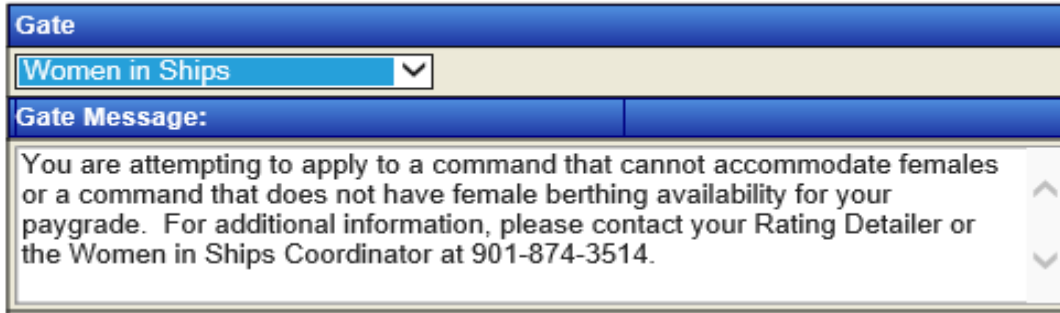 Gate
Women in Ships
Gate Message:
You are attempting to apply to a command that cannot accommodate females
or a command that does not have female berthing availability for your
paygrade.  For additional information, please contact your Rating Detailer or
the Women in Ships Coordinator at 901-874-3514.